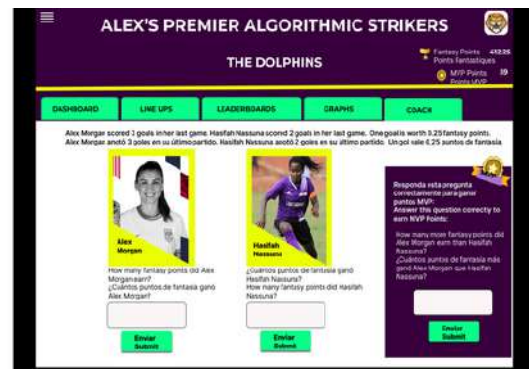 ALEX'S PREMIER ALGORITHMIC STRIKERS
THE DOLPHINS
Fantasy Points
Puntos Fantastiques
MVP Points 19
Points MVP
DASHBOARD
LINE UPS
LEADERBOARDS
GRAPHS
COACH
Alex Morgan scored 3 goals in her last game. Hasifah Nassuna scored 2 goals in her last game. One goal is worth 0.25 fantasy points.
Alex Morgan anotó 3 goles en su último partido. Hasifah Nassuna anotó 2 goles en su último partido. Un gol vale 0,25 puntos de fantasía
Alex
Morgan
How many fantasy points did Alex
Morgan earn?
¿Cuántos puntos de fantasia ganó
Alex Morgan?
Enviar
Submit
Hasifah
Nassuna
¿Cuántos puntos de fantasia ganó
Hasifah Nassuna?
How many fantasy points did Hasifah
Nassuna?
Enviar
Submit
Responda esta pregunta
correctamente para ganar
puntos MVP:
Answer this question correctly to
earn MVP Points:
How many more fantasy points did
Alex Morgan earn than Hasifah
Nassuna?
¿Cuántos puntos de fantasía más
ganó Alex Morgan que Hasifah
Nassuna?
Enviar
Submit